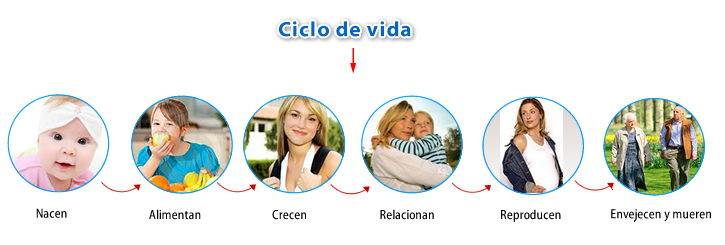 Ciclo de vida
Nacen
Alimentan
Crecen
Relacionan
Reproducen
Envejecen y mueren